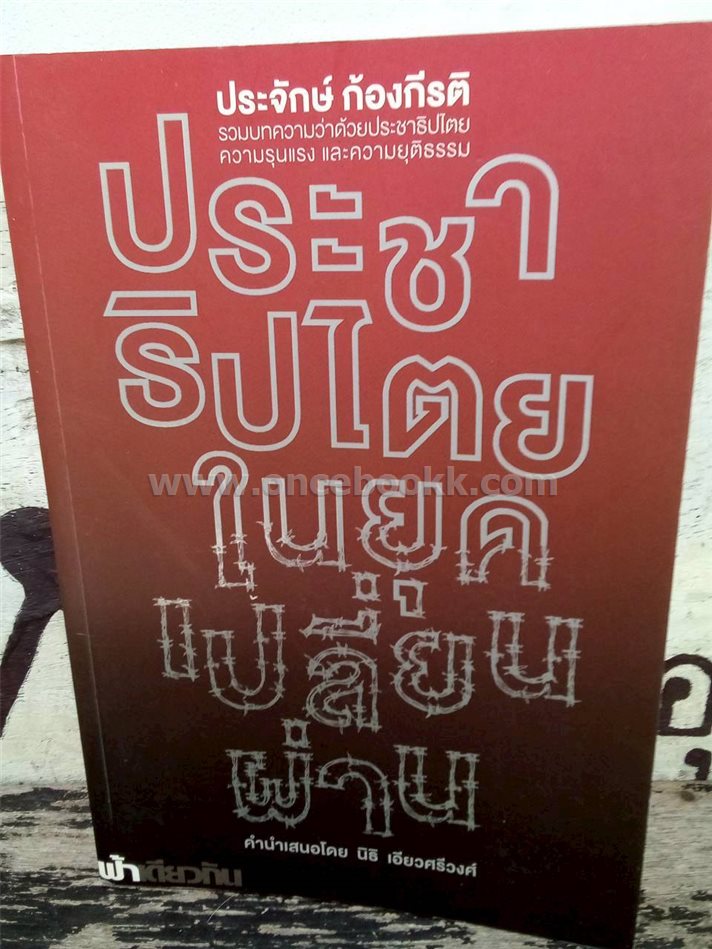 ประจักษ์ ก้องกีรติ
รวมบทความว่าด้วยประชาธิปไตย
ความรุนแรง และความยุติธรรม
ประชา
ธิปไตย
ในยุค
เปลี่ยน
ผ่าน
www.oncebookk.com
คำนำเสนอโดย นิธิ เอียวศรีวงศ์
ฟ้าเดียวกัน